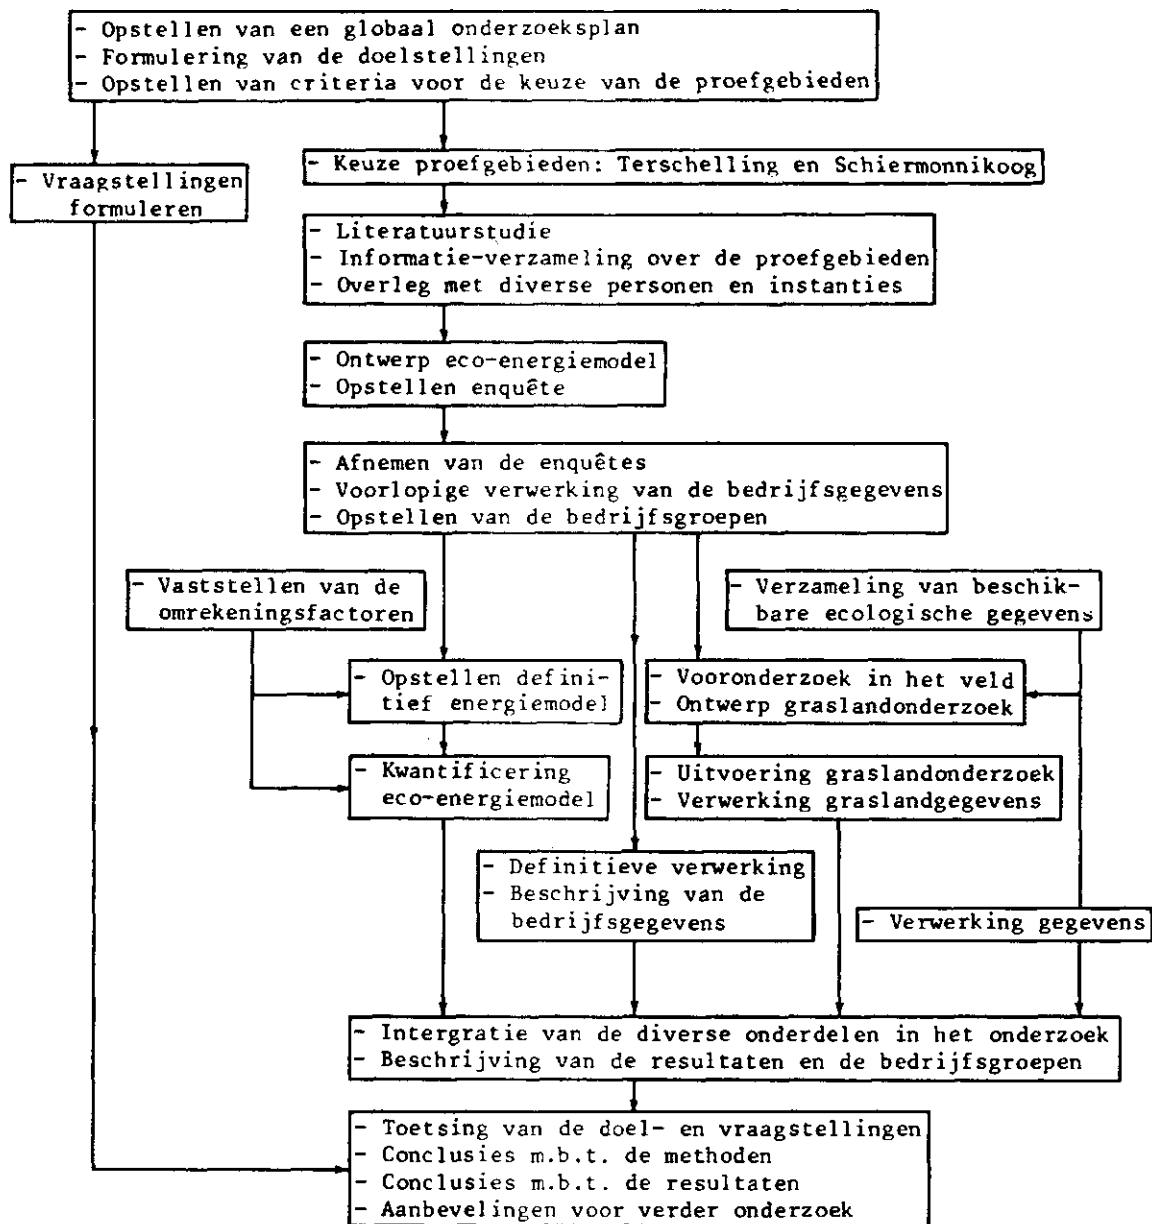 - Opstellen van een globaal onderzoeksplan
- Formulering van de doelstellingen
- Opstellen van criteria voor de keuze van de proefgebieden
- Vraagstellingen
formuleren
- Keuze proefgebieden: Terschelling en Schiermonnikoog
- Literatuurstudie
- Informatie-verzameling over de proefgebieden
- Overleg met diverse personen en instanties
- Ontwerp eco-energiemodel
- Opstellen enquête
- Afnemen van de enquêtes
- Voorlopige verwerking van de bedrijfsgegevens
- Opstellen van de bedrijfsgroepen
- Vaststellen van de
omrekeningsfactoren
- Verzameling van beschik-
bare ecologische gegevens
- Opstellen defini-
tief energiemodel
- Vooronderzoek in het veld
- Ontwerp graslandonderzoek
- Kwantificering
eco-energiemodel
- Uitvoering graslandonderzoek
- Verwerking graslandgegevens
- Definitieve verwerking
- Beschrijving van de
bedrijfsgegevens
- Verwerking gegevens
- Intergratie van de diverse onderdelen in het onderzoek
- Beschrijving van de resultaten en de bedrijfsgroepen
- Toetsing van de doel- en vraagstellingen
- Conclusies m.b.t. de methoden
- Conclusies m.b.t. de resultaten
- Aanbevelingen voor verder onderzoek